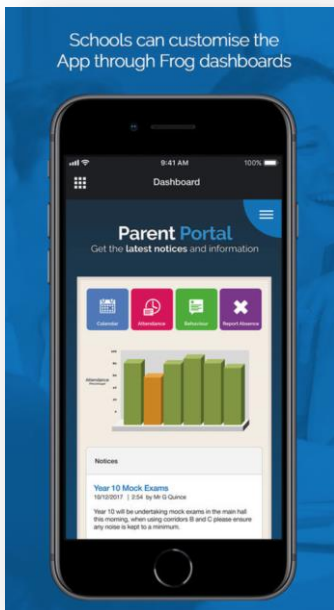 Schools can customise the
App through Frog dashboards
9:41 AM
100%
Dashboard
Parent Portal
Get the latest notices and information
Calendar
Attendance
Behaviour
Report Absence
Attendance
Notices
Year 10 Mock Exams
10/12/2017 | 2:54 by Mr G Quince
Year 10 will be undertaking mock exams in the main hall
this morning, when using corridors B and C please ensure
any noise is kept to a minimum.